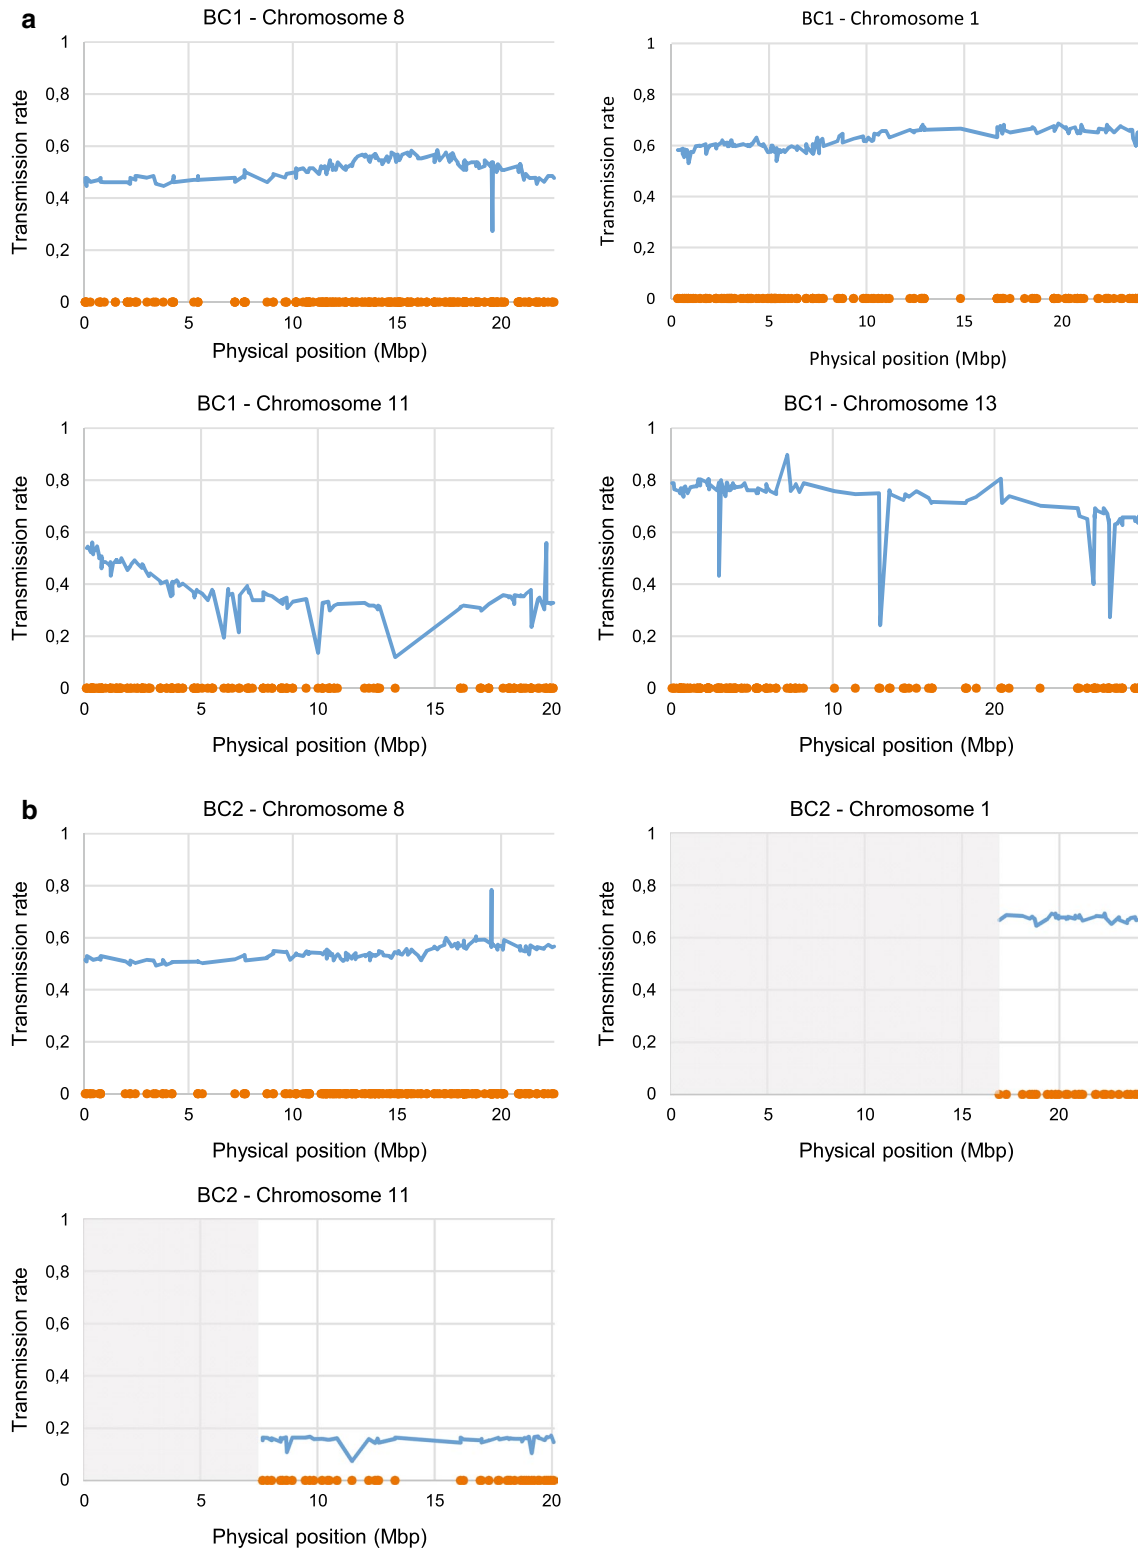 a
BC1 - Chromosome 8
1
0,8
0,6
0,4
0,2
0
Transmission rate
0 5 10 15 20
Physical position (Mbp)
BC1 - Chromosome 1
1
0,8
0,6
0,4
0,2
0
Transmission rate
0 5 10 15 20
Physical position (Mbp)
BC1 - Chromosome 11
1
0,8
0,6
0,4
0,2
0
Transmission rate
0 5 10 15 20
Physical position (Mbp)
BC1 - Chromosome 13
1
0,8
0,6
0,4
0,2
0
Transmission rate
0 10 20
Physical position (Mbp)
b
BC2 - Chromosome 8
1
0,8
0,6
0,4
0,2
0
Transmission rate
0 5 10 15 20
Physical position (Mbp)
BC2 - Chromosome 1
1
0,8
0,6
0,4
0,2
0
Transmission rate
0 5 10 15 20
Physical position (Mbp)
BC2 - Chromosome 11
1
0,8
0,6
0,4
0,2
0
Transmission rate
0 5 10 15 20
Physical position (Mbp)